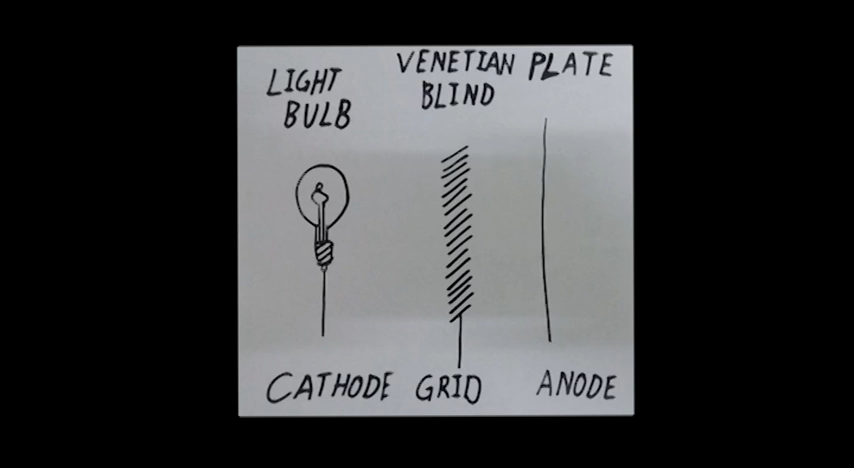 LIGHT
BULB
VENETIAN
BLIND
PLATE
CATHODE
GRID
ANODE